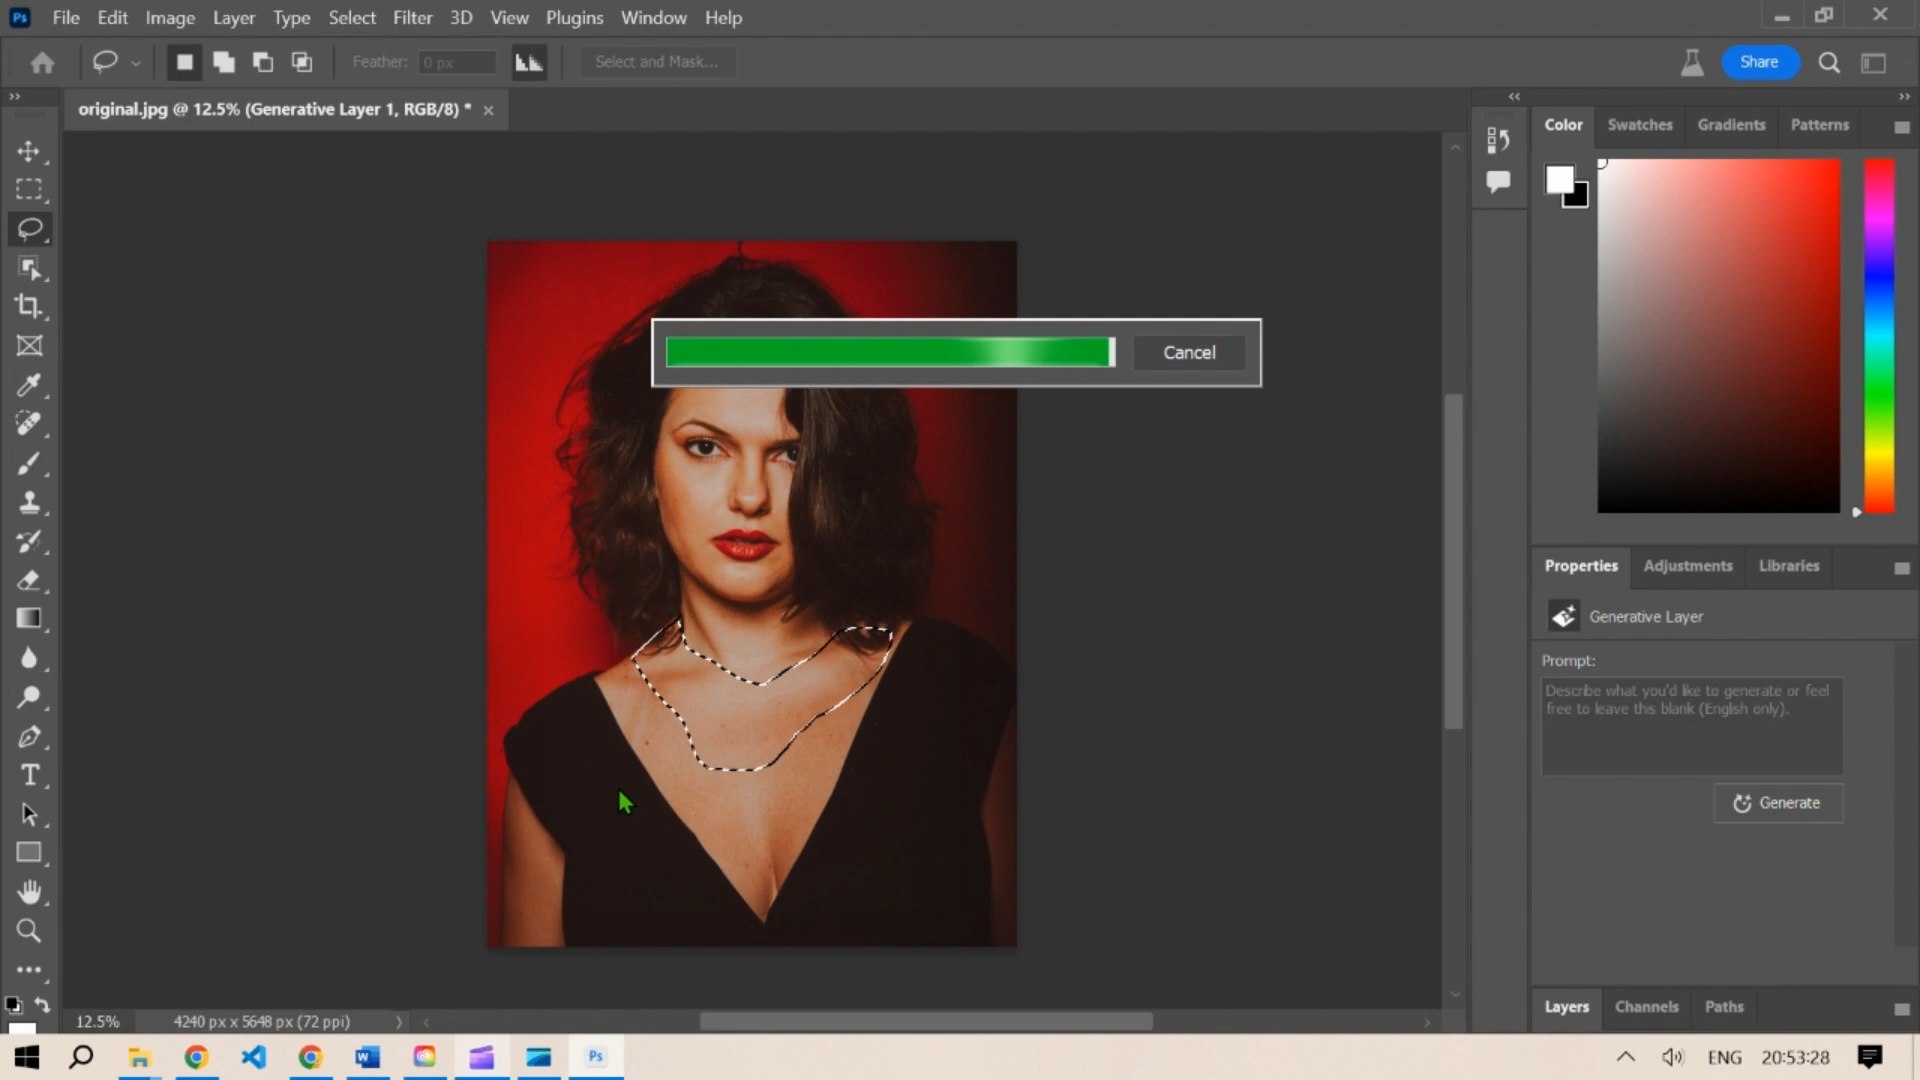 Ps File Edit Image Layer Type Select Filter 3D View Plugins Window Help
Feather: 0 px Select and Mask... Share
original.jpg @ 12.5% (Generative Layer 1, RGB/8) *
Color Swatches Gradients Patterns
Cancel
Properties Adjustments Libraries
Generative Layer
Prompt:
Describe what you'd like to generate or feel
free to leave this blank (English only).
Generate
Layers Channels Paths
12.5% 4240 px x 5648 px (72 ppi)
Ps ENG 20:53:28